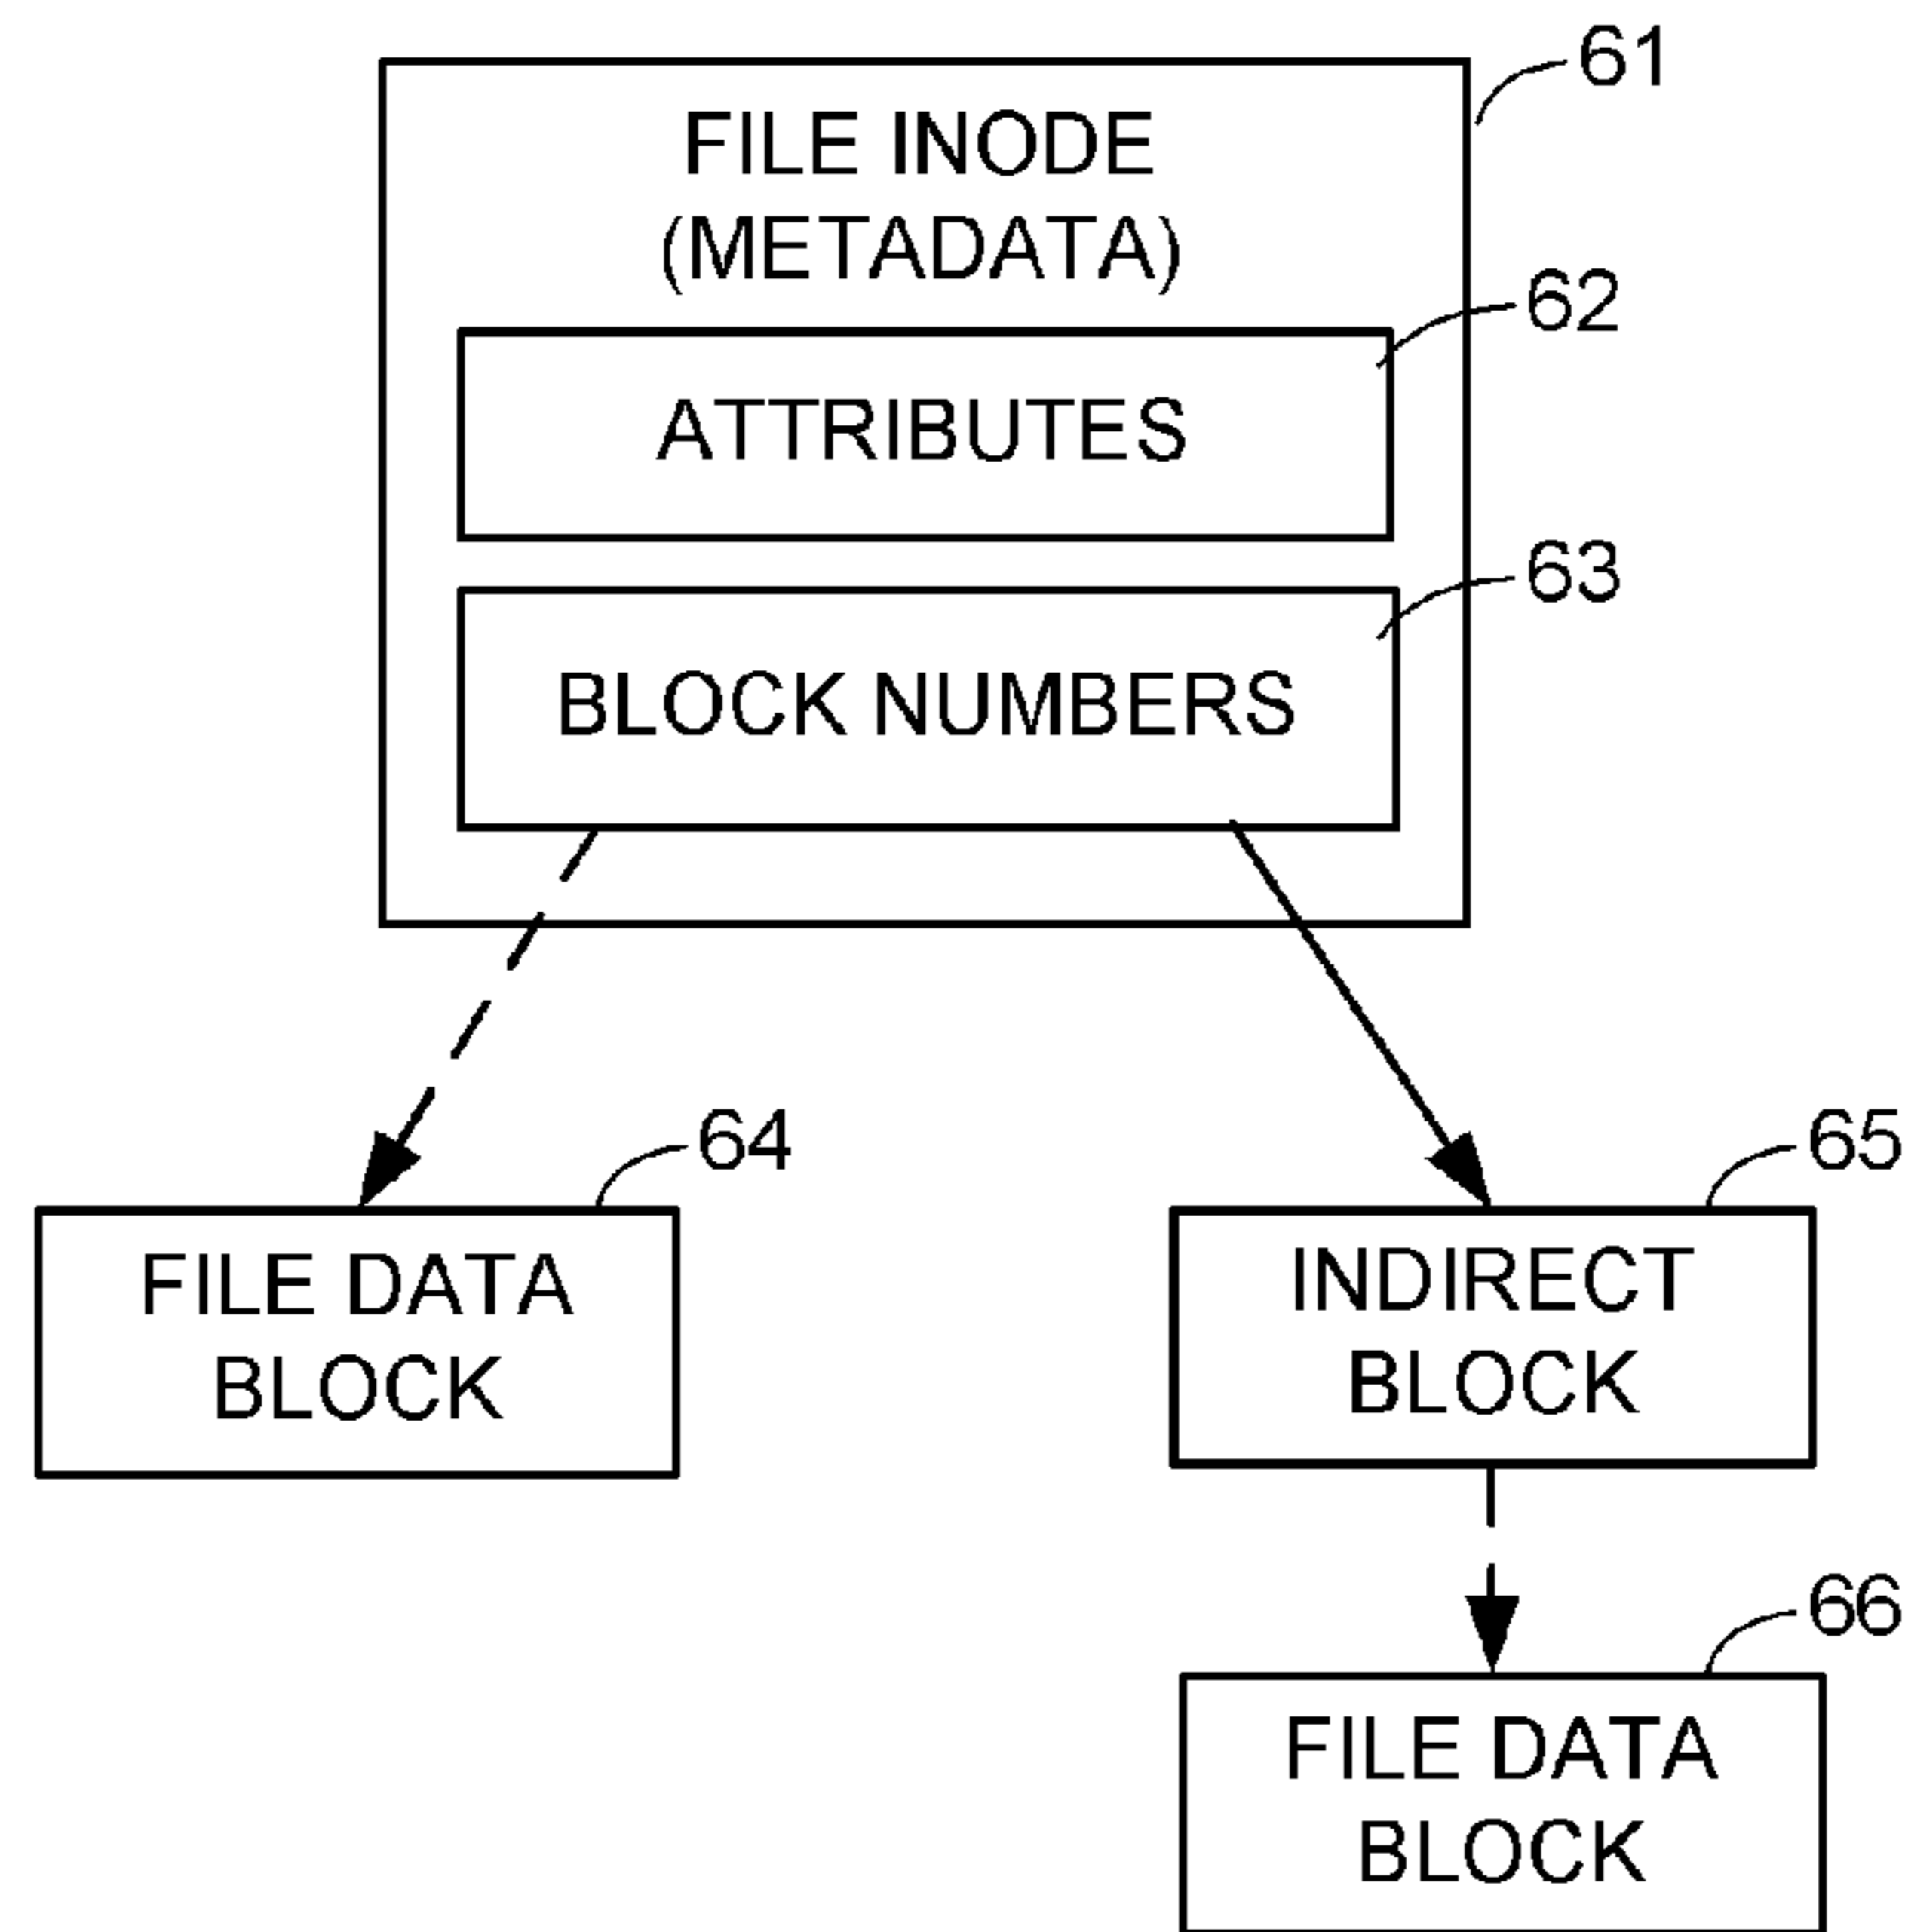 61
FILE INODE
(METADATA)
62
ATTRIBUTES
63
BLOCK NUMBERS
64
65
FILE DATA
BLOCK
INDIRECT
BLOCK
66
FILE DATA
BLOCK